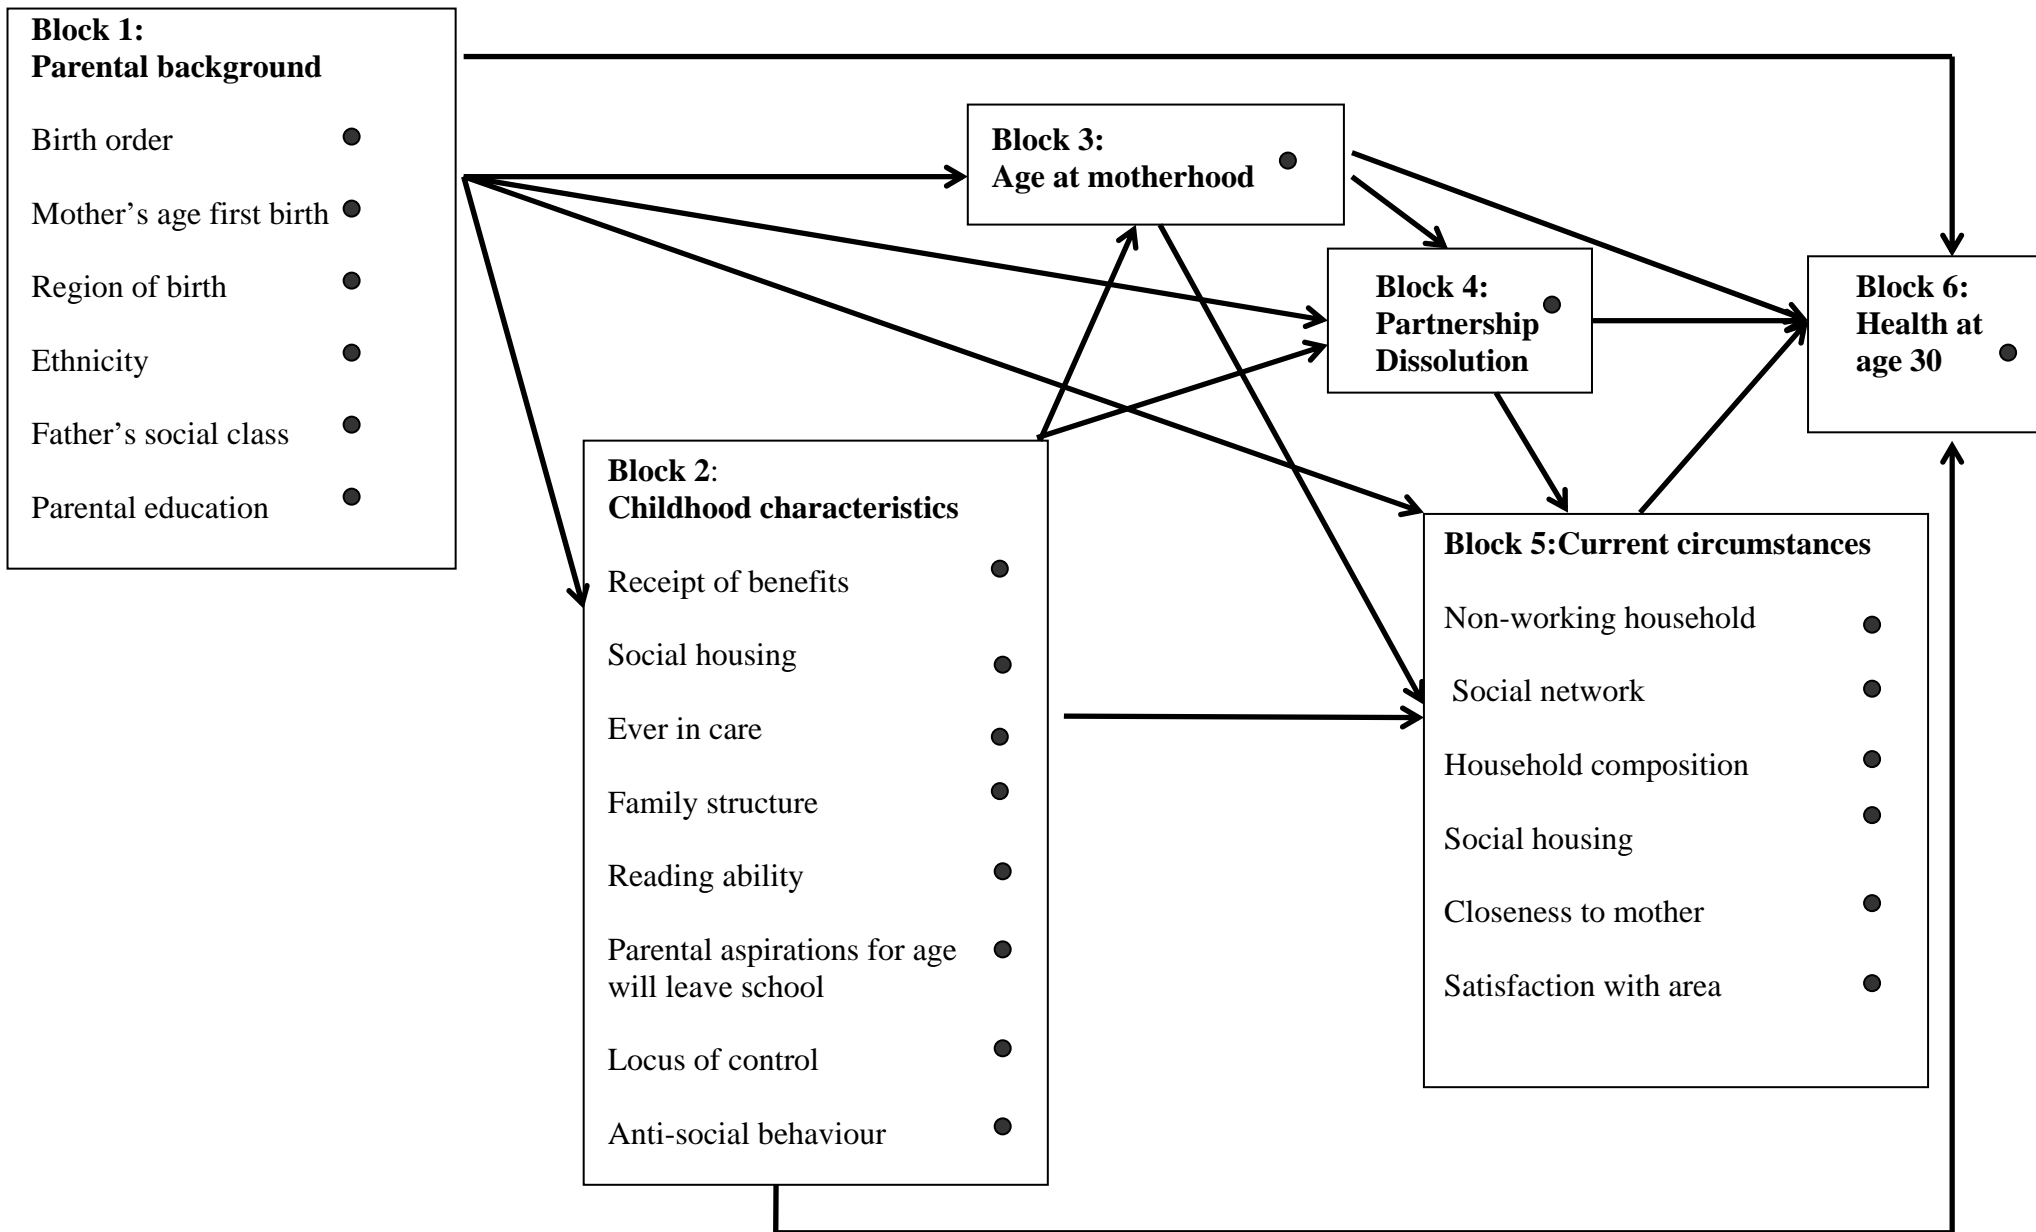 Block 1:
Parental background
Birth order
Mother’s age first birth
Region of birth
Ethnicity
Father’s social class
Parental education
Block 2:
Childhood characteristics
Receipt of benefits
Social housing
Ever in care
Family structure
Reading ability
Parental aspirations for age
will leave school
Locus of control
Anti-social behaviour
Block 3:
Age at motherhood
Block 4:
Partnership
Dissolution
Block 5:Current circumstances
Non-working household
Social network
Household composition
Social housing
Closeness to mother
Satisfaction with area
Block 6:
Health at
age 30